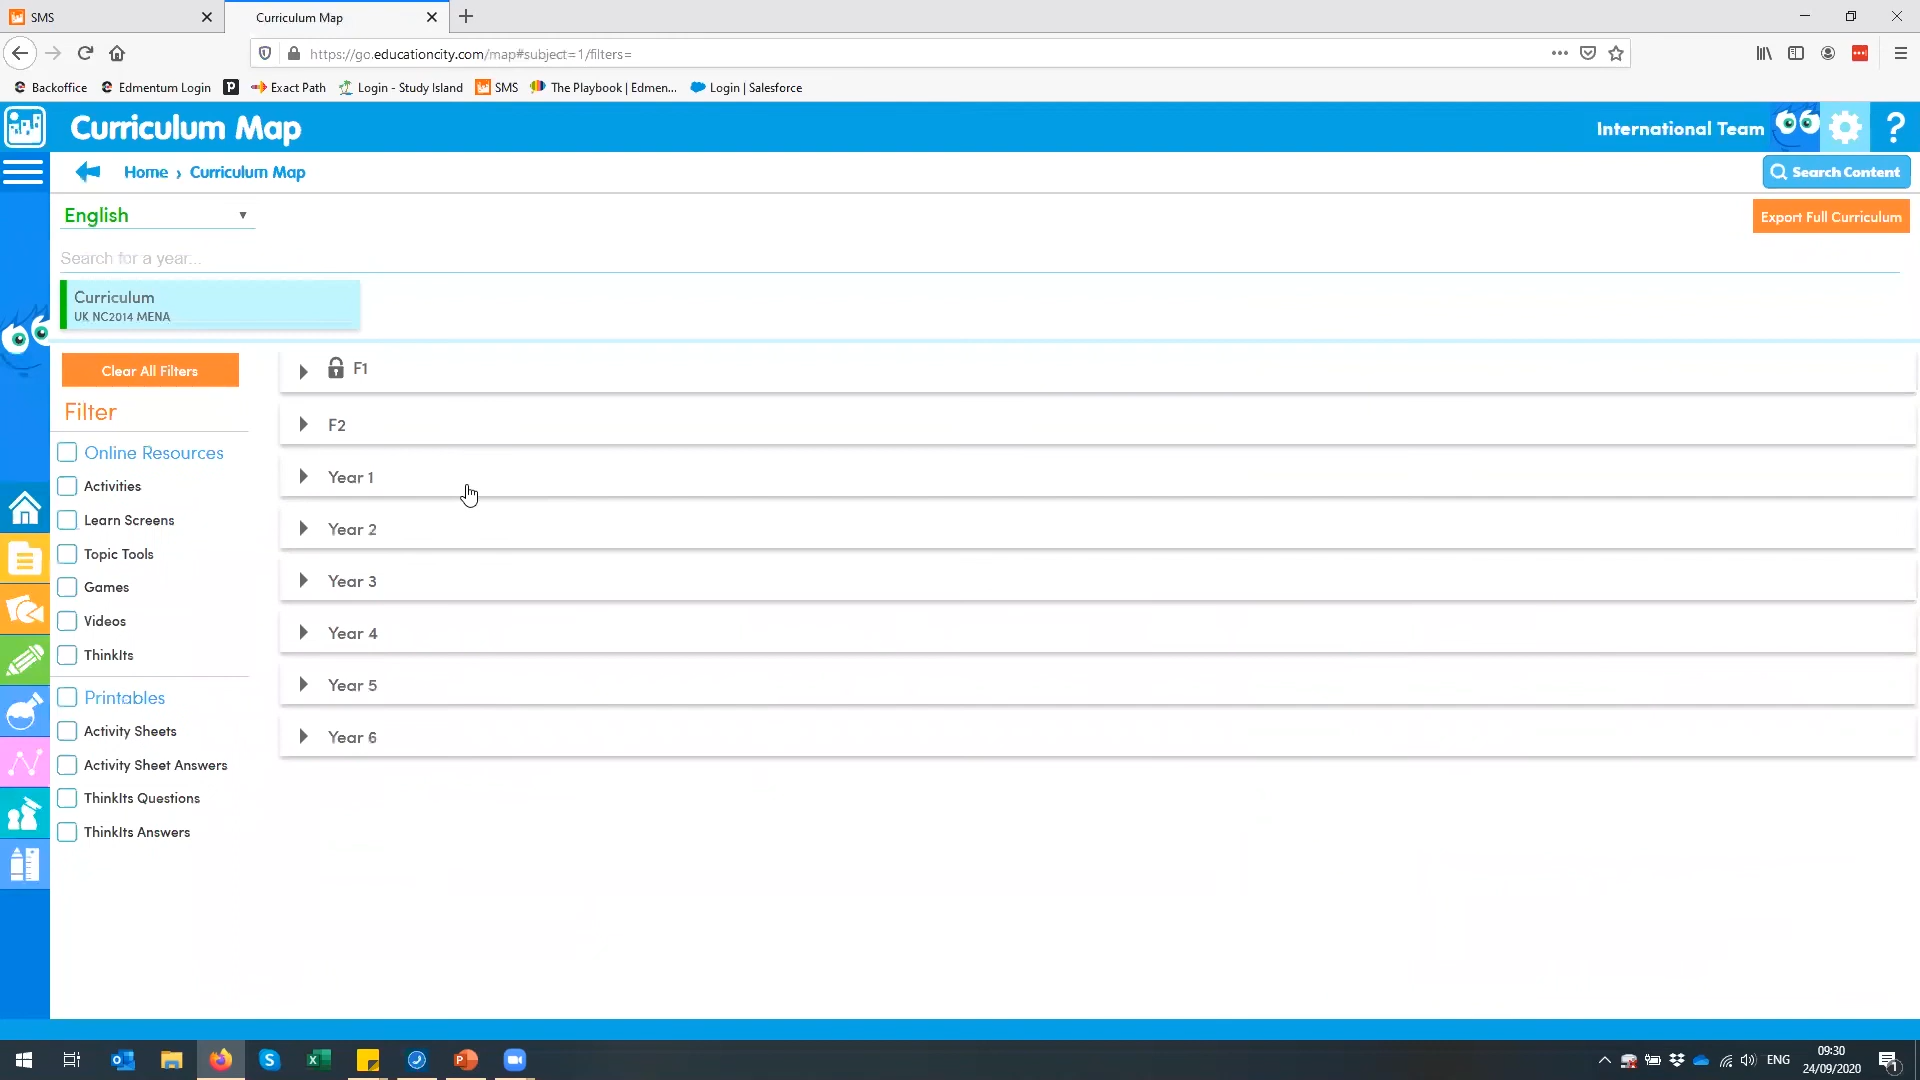 SMS
Curriculum Map
https://go.educationcity.com/map#subject=1/filters=
Backoffice
Edmentum Login
Exact Path
Login - Study Island
SMS
The Playbook | Edmen...
Login | Salesforce
Curriculum Map
International Team
?
Home › Curriculum Map
Search Content
English
Export Full Curriculum
Search for a year...
Curriculum
UK NC2014 MENA
Clear All Filters
Filter
Online Resources
Activities
Learn Screens
Topic Tools
Games
Videos
ThinkIts
Printables
Activity Sheets
Activity Sheet Answers
ThinkIts Questions
ThinkIts Answers
F1
F2
Year 1
Year 2
Year 3
Year 4
Year 5
Year 6
ENG
09:30
24/09/2020
1